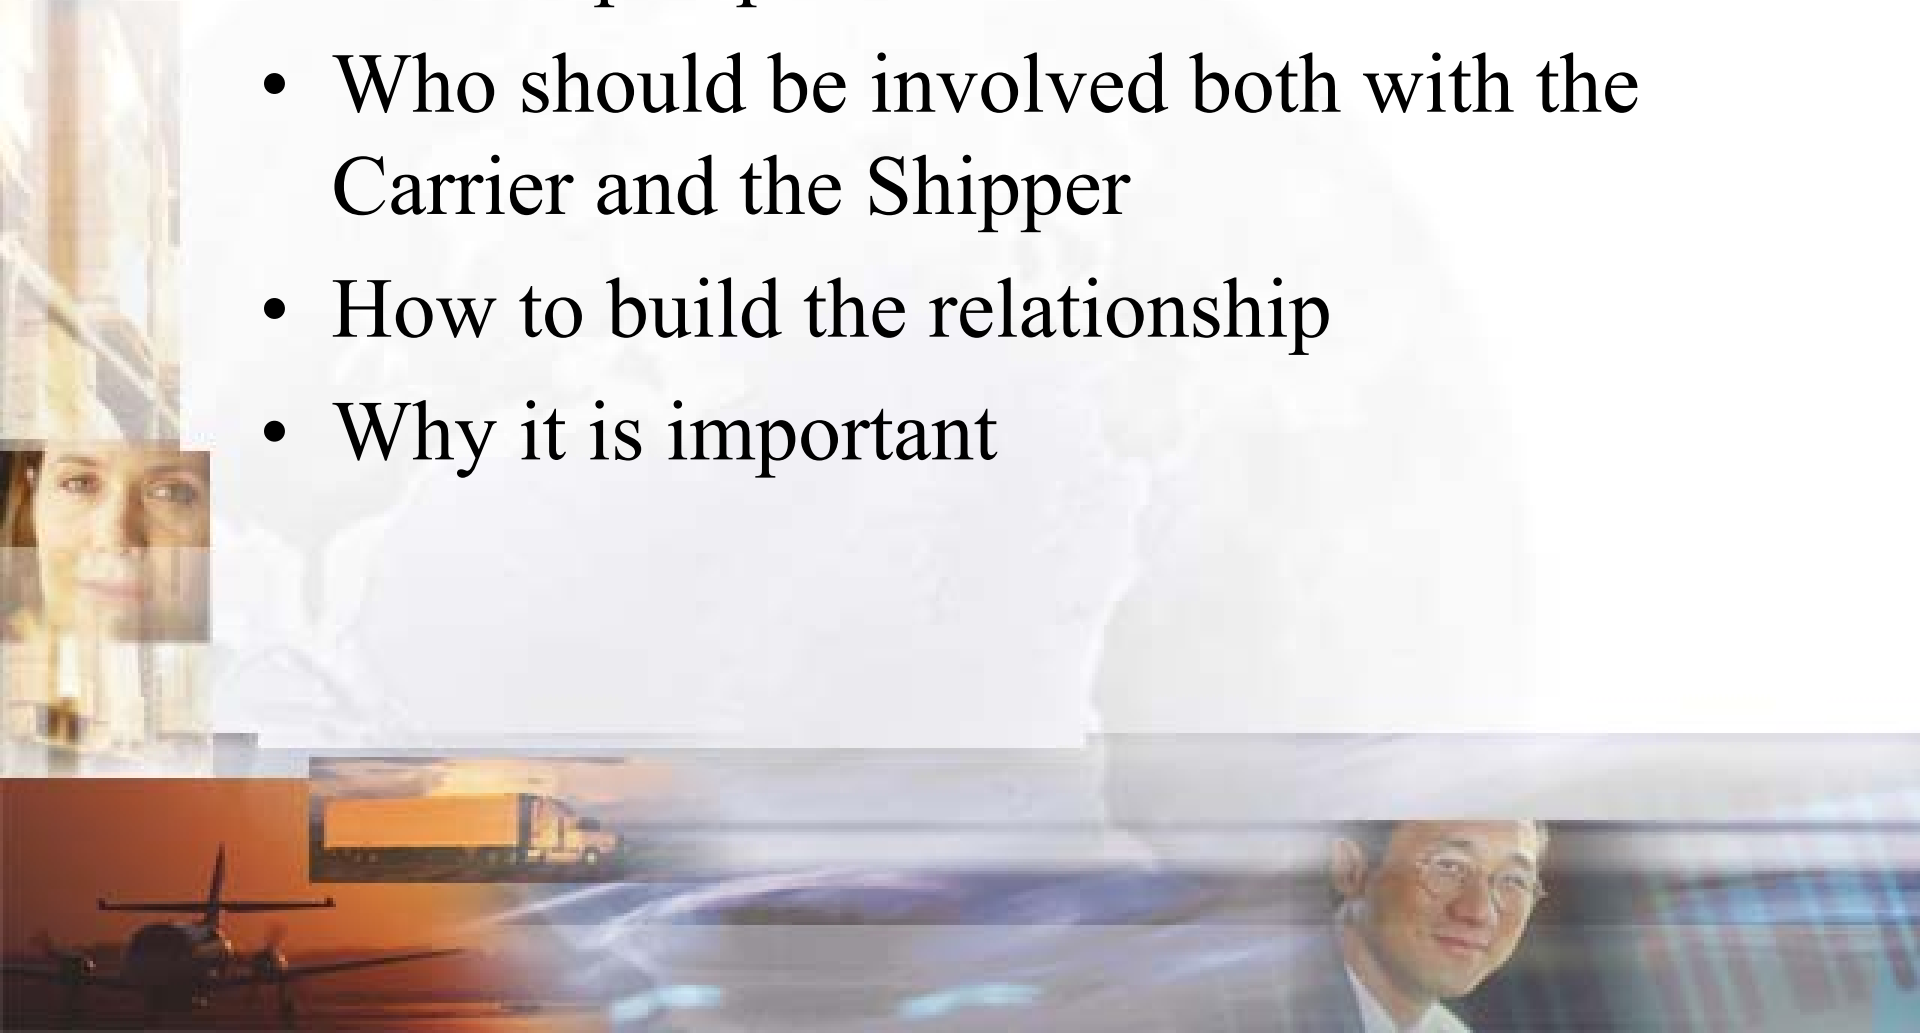 • Who should be involved both with the
Carrier and the Shipper
• How to build the relationship
• Why it is important